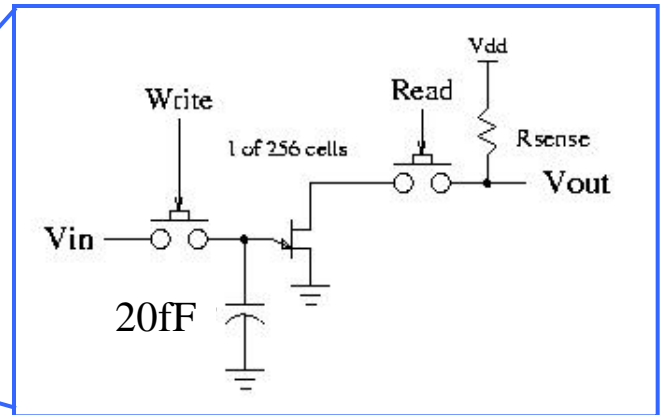 Vdd
Write
Read
Rsense
1 of 256 cells
Vin
Vout
20fF